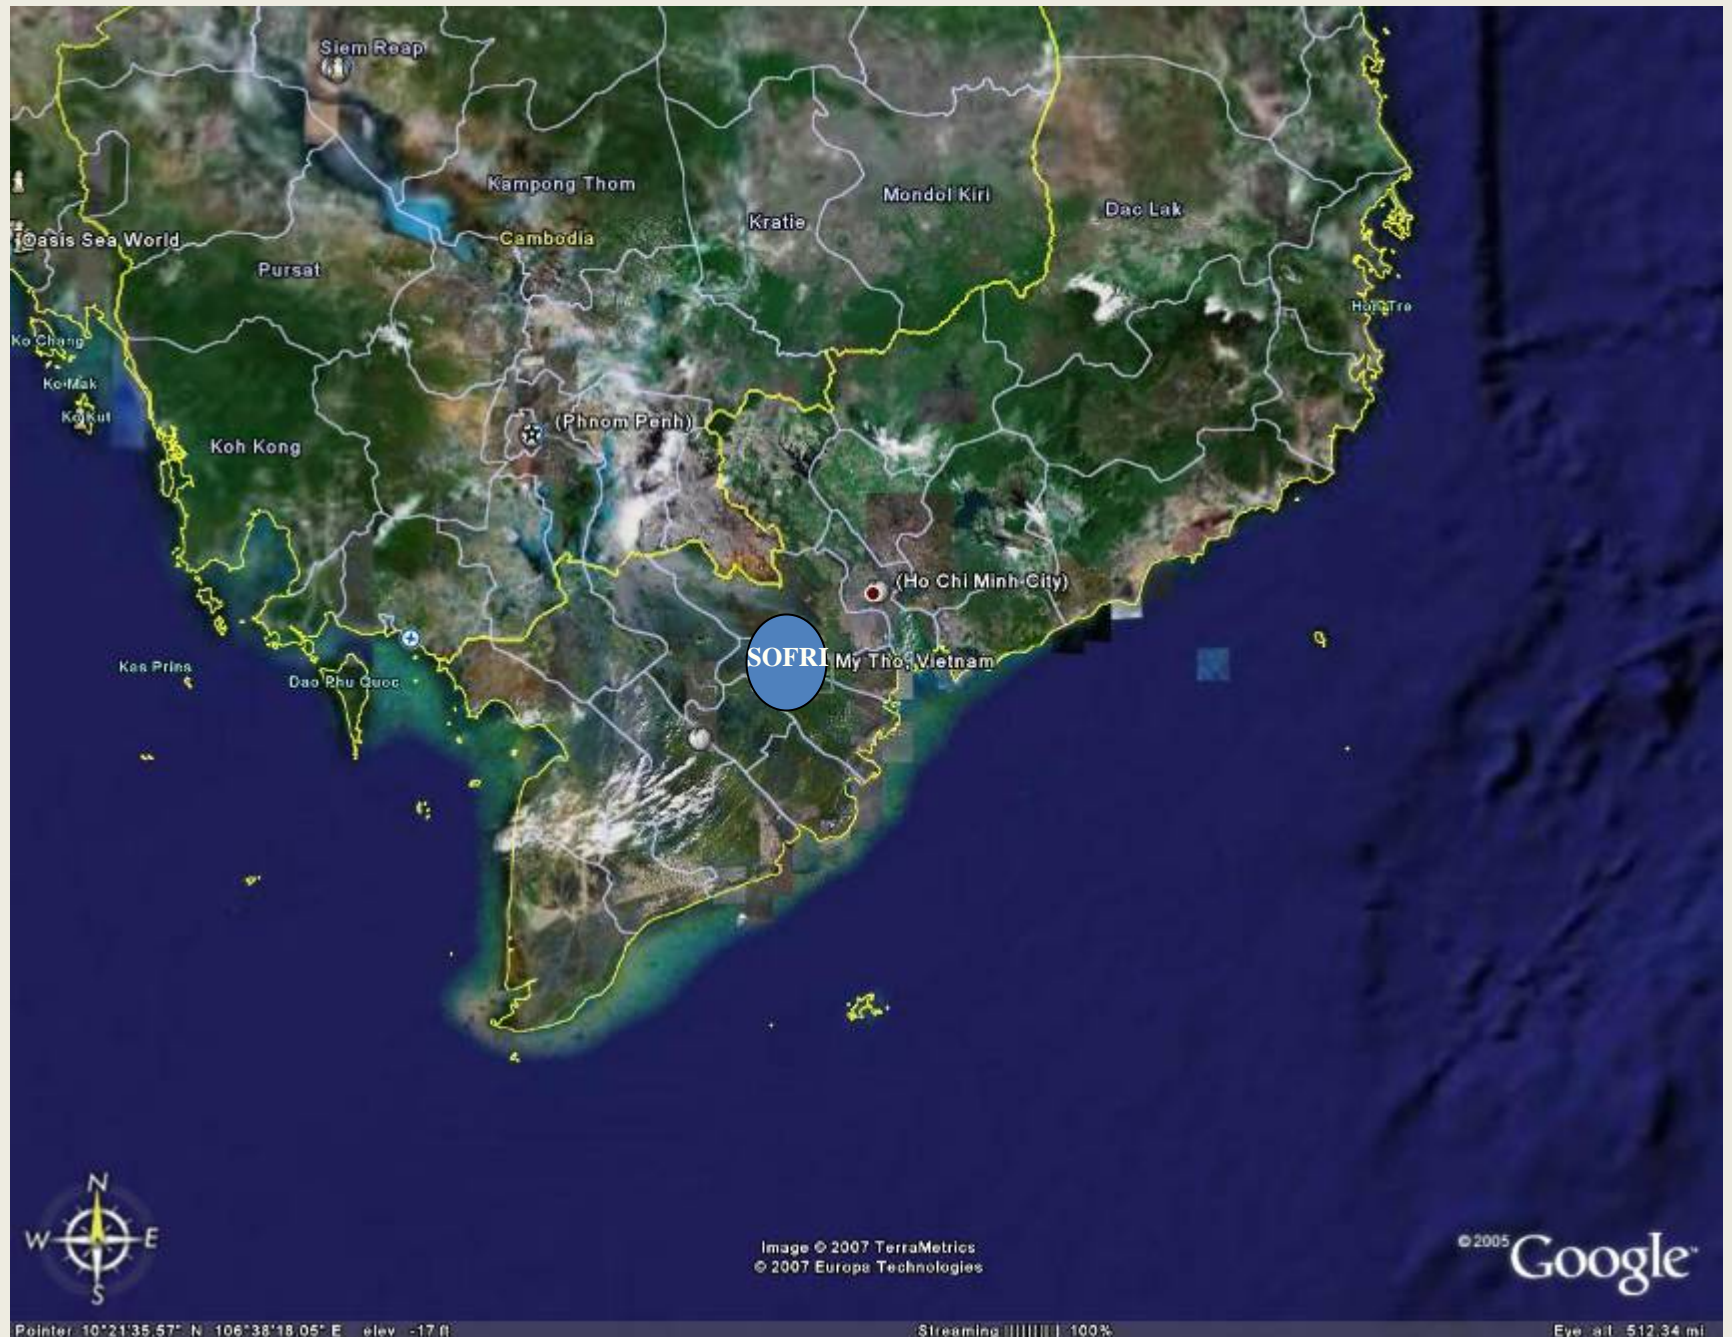 Siem Reap
Kampong Thom
Mondol Kiri
Dac Lak
Kratie
Oasis Sea World
Cambodia
Pursat
Hon Tre
Ko Chang
Ko Mak
Ko Kut
(Phnom Penh)
Koh Kong
(Ho Chi Minh City)
SOFRI
My Tho, Vietnam
Kas Prins
Dao Phu Quoc
N
W E
S
Image © 2007 TerraMetrics
© 2007 Europa Technologies
©2005 Google™
Pointer 10°21'35.57" N 106°38'18.05" E elev -17 ft
Streaming ||||||||| 100%
Eye alt 512.34 mi